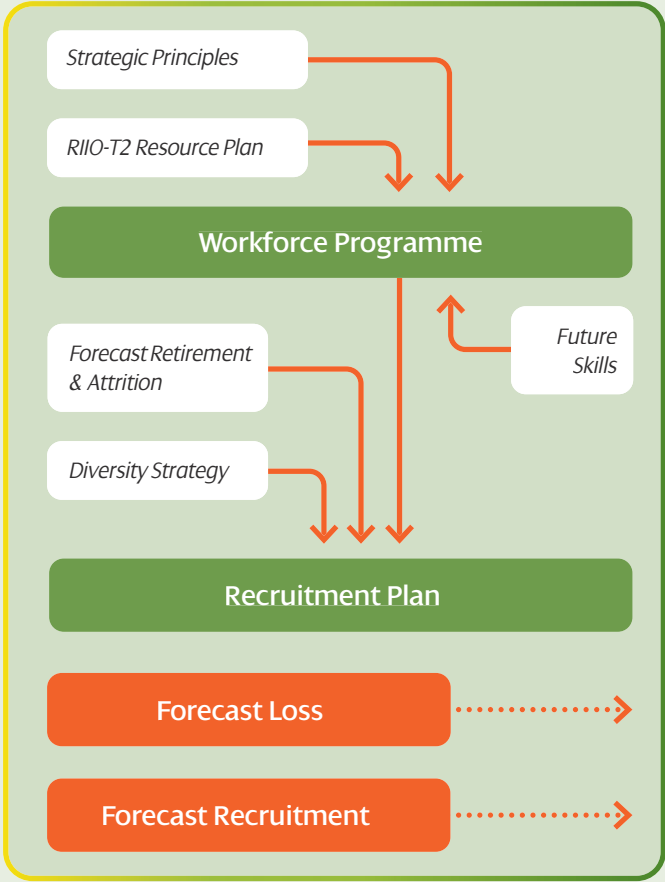 Strategic Principles
RIIO-T2 Resource Plan
Workforce Programme
Future
Skills
Forecast Retirement
& Attrition
Diversity Strategy
Recruitment Plan
Forecast Loss
Forecast Recruitment